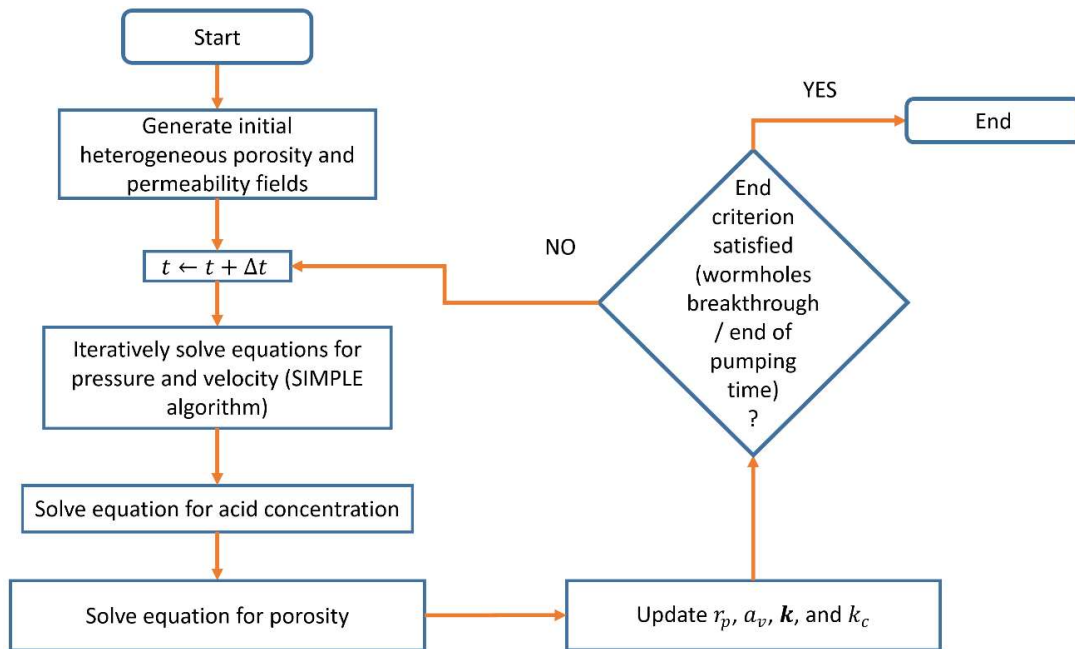 Start
Generate initial
heterogeneous porosity and
permeability fields
t ← t + Δt
Iteratively solve equations for
pressure and velocity (SIMPLE
algorithm)
Solve equation for acid concentration
Solve equation for porosity
Update r_p, a_v, k, and k_c
End
criterion
satisfied
(wormholes
breakthrough
/ end of
pumping
time)
?
NO
YES
End